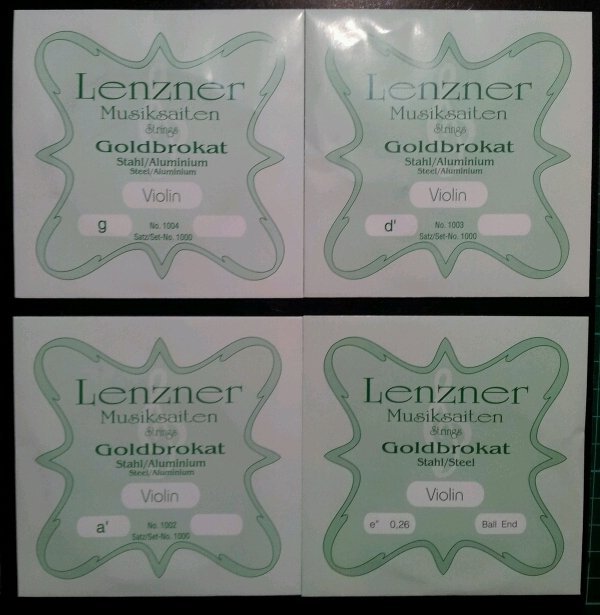 Lenzner
Musiksaiten
Strings
Goldbrokat
Stahl/Aluminium
Steel/Aluminium
Violin
g
No. 1004
Satz/Set-No. 1000
Lenzner
Musiksaiten
Strings
Goldbrokat
Stahl/Aluminium
Steel/Aluminium
Violin
d'
No. 1003
Satz/Set-No. 1000
Lenzner
Musiksaiten
Strings
Goldbrokat
Stahl/Aluminium
Steel/Aluminium
Violin
a'
No. 1002
Satz/Set-No. 1000
Lenzner
Musiksaiten
Strings
Goldbrokat
Stahl/Steel
Violin
e" 0,26 Ball End